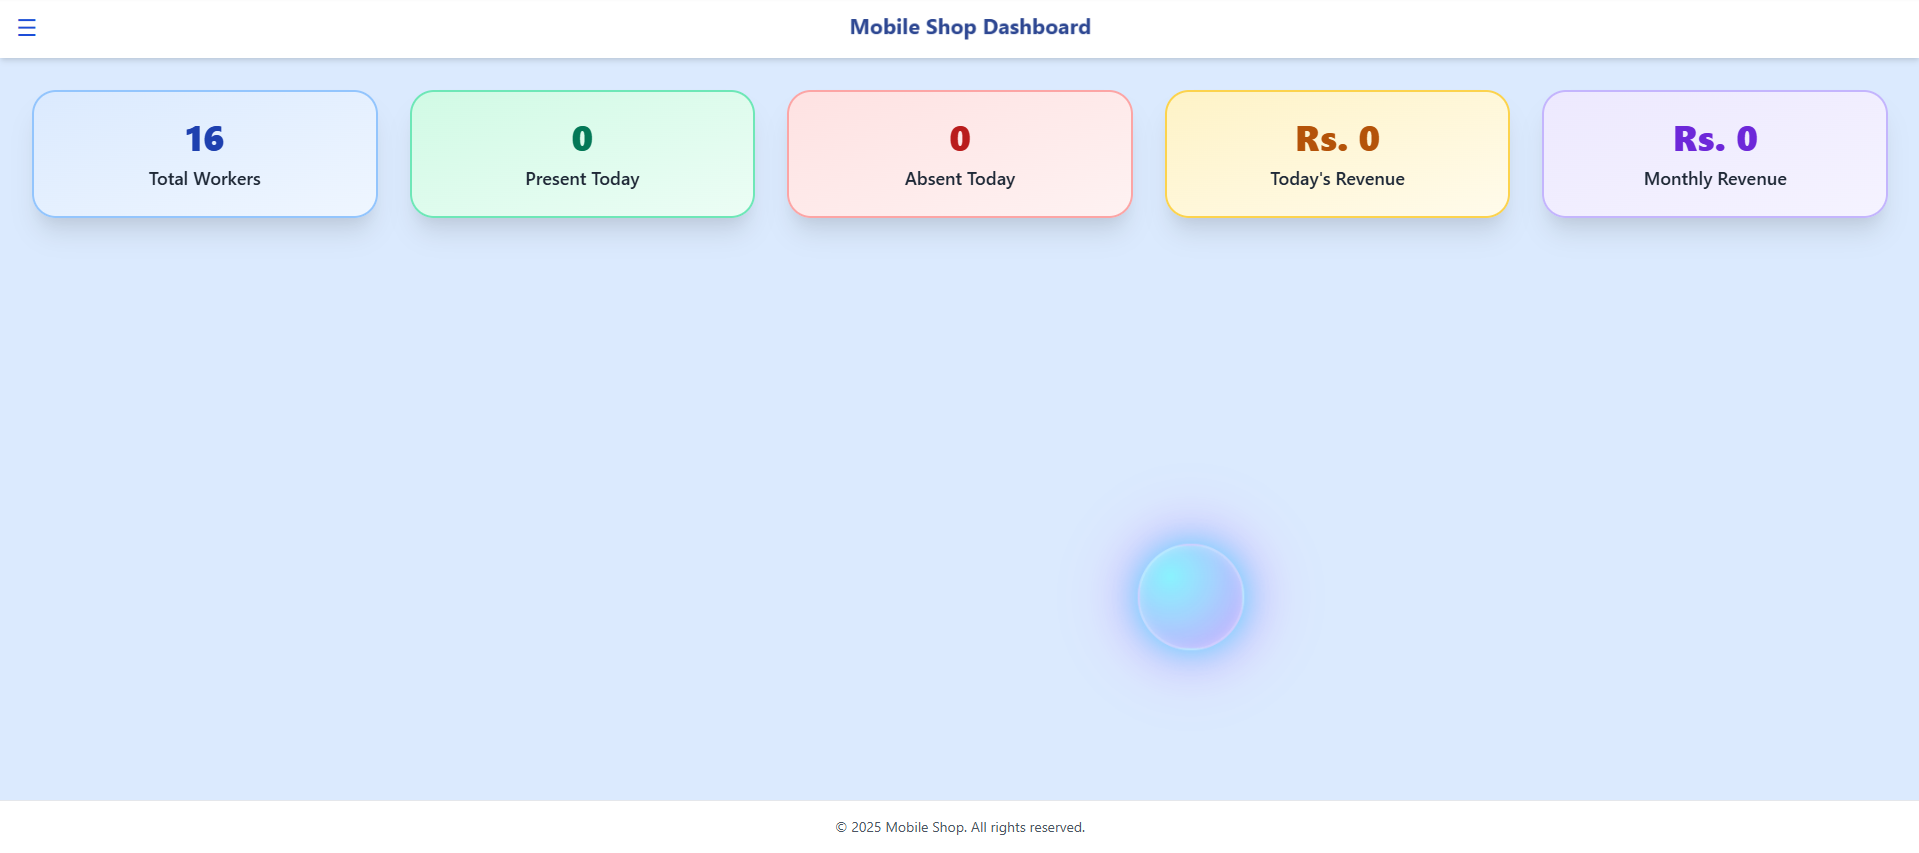 Mobile Shop Dashboard
16
Total Workers
0
Present Today
0
Absent Today
Rs. 0
Today's Revenue
Rs. 0
Monthly Revenue
© 2025 Mobile Shop. All rights reserved.